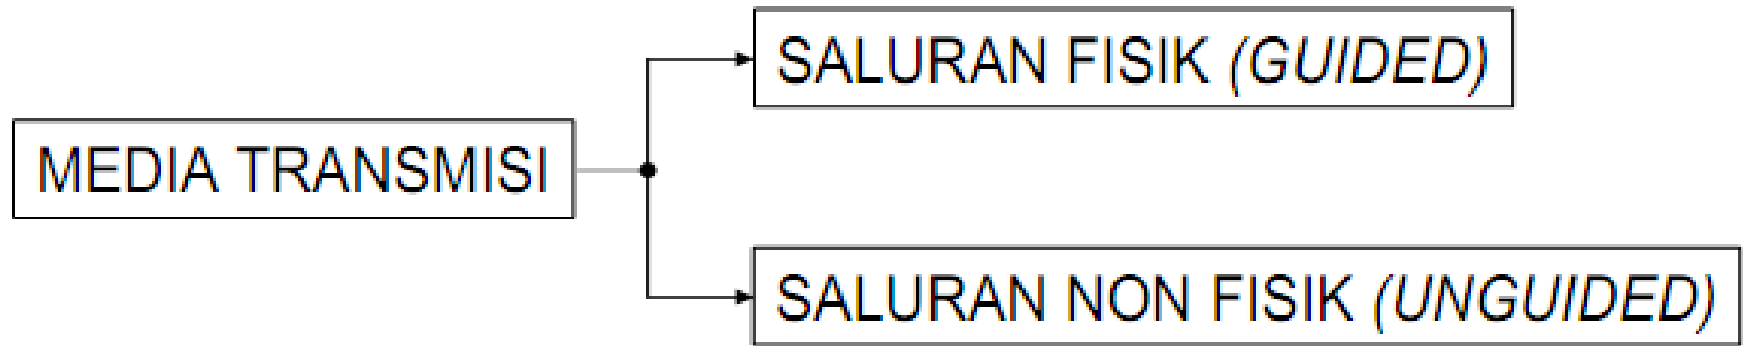 SALURAN FISIK (GUIDED)
MEDIA TRANSMISI
SALURAN NON FISIK (UNGUIDED)